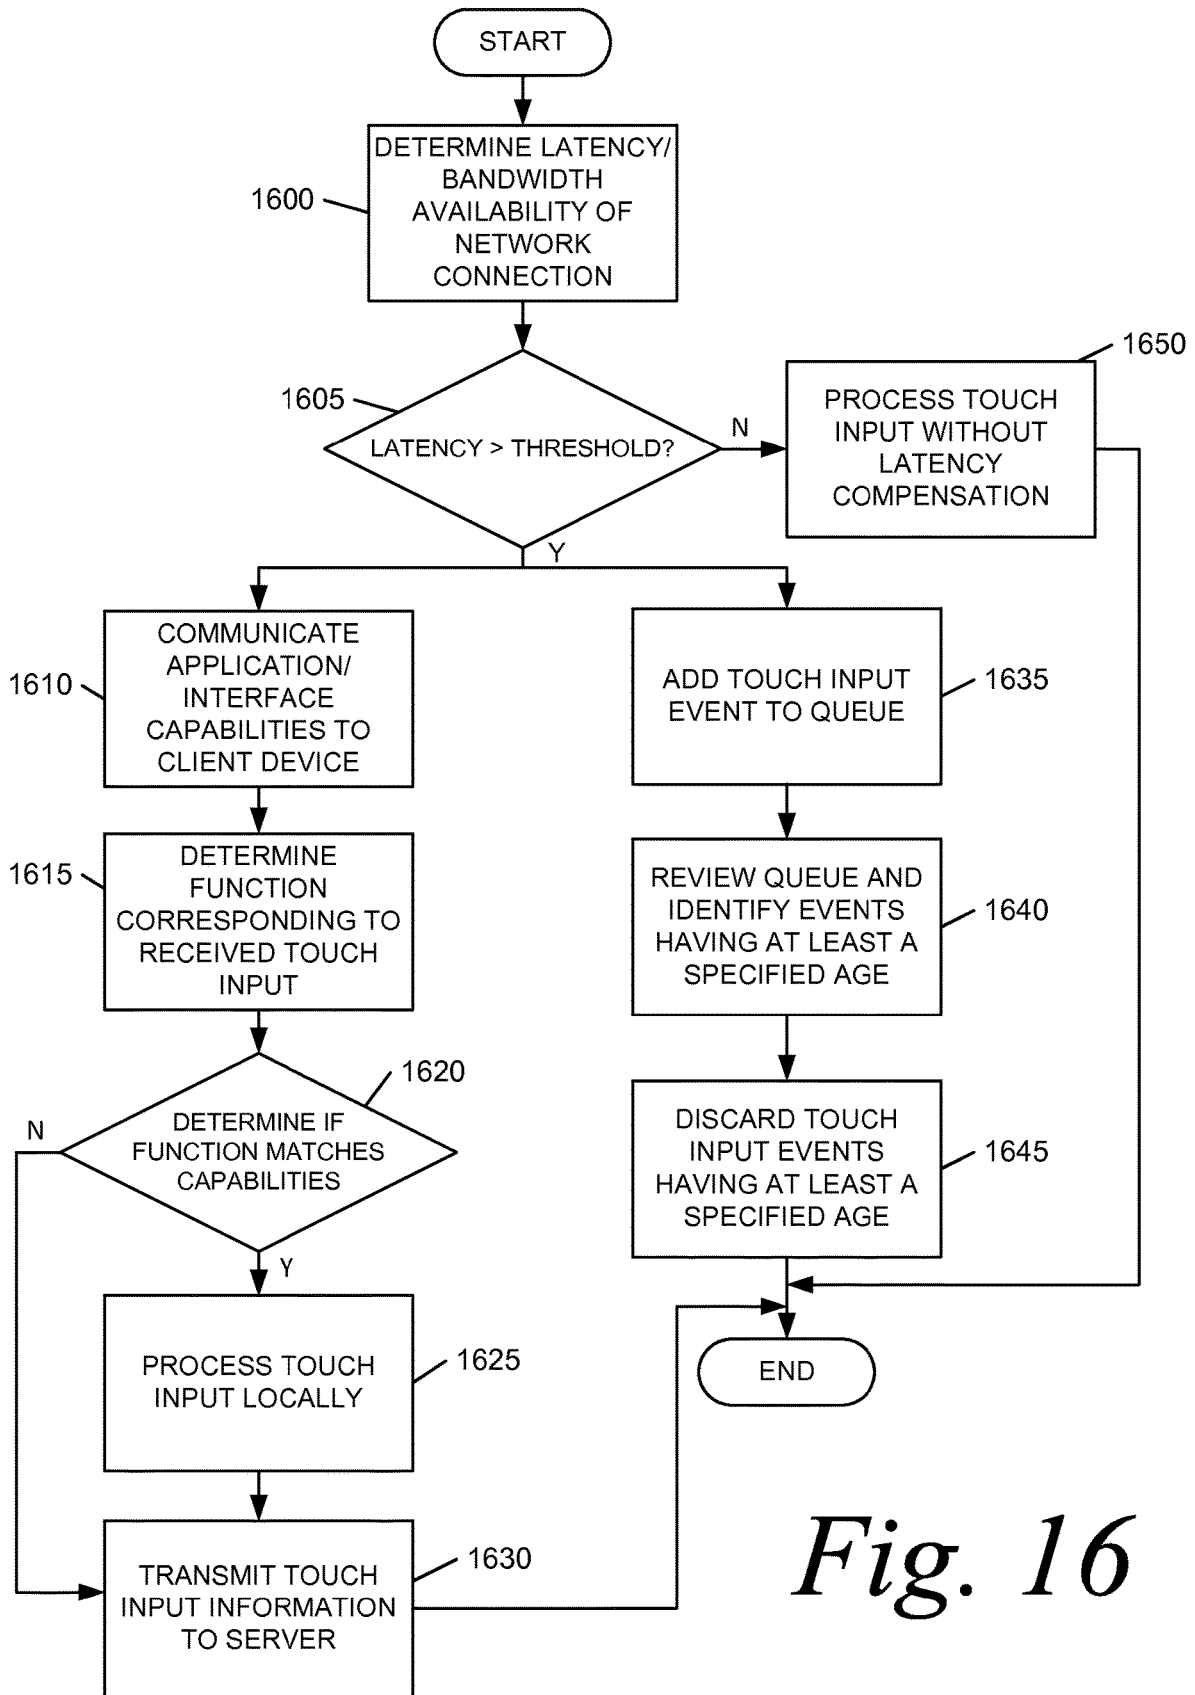 START
DETERMINE LATENCY/
BANDWIDTH
AVAILABILITY OF
NETWORK
CONNECTION
1600
1605
LATENCY > THRESHOLD?
N
Y
1650
PROCESS TOUCH
INPUT WITHOUT
LATENCY
COMPENSATION
1610
COMMUNICATE
APPLICATION/
INTERFACE
CAPABILITIES TO
CLIENT DEVICE
1615
DETERMINE
FUNCTION
CORRESPONDING TO
RECEIVED TOUCH
INPUT
1620
DETERMINE IF
FUNCTION MATCHES
CAPABILITIES
N
Y
PROCESS TOUCH
INPUT LOCALLY
1625
TRANSMIT TOUCH
INPUT INFORMATION
TO SERVER
1630
ADD TOUCH INPUT
EVENT TO QUEUE
1635
REVIEW QUEUE AND
IDENTIFY EVENTS
HAVING AT LEAST A
SPECIFIED AGE
1640
DISCARD TOUCH
INPUT EVENTS
HAVING AT LEAST A
SPECIFIED AGE
1645
END
Fig. 16